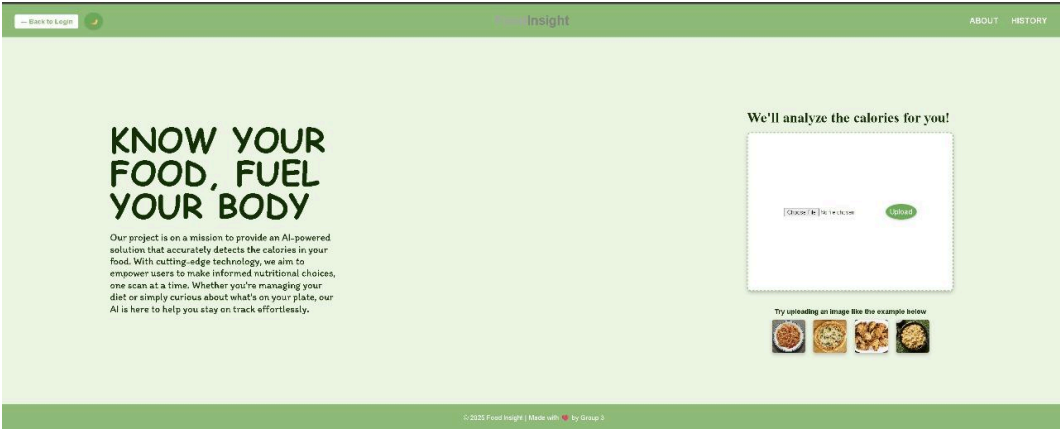 ← Back to Login
FoodInsight
ABOUT
HISTORY
KNOW YOUR
FOOD, FUEL
YOUR BODY
Our project is on a mission to provide an AI-powered
solution that accurately detects the calories in your
food. With cutting-edge technology, we aim to
empower users to make informed nutritional choices,
one scan at a time. Whether you're managing your
diet or simply curious about what's on your plate, our
AI is here to help you stay on track effortlessly.
We'll analyze the calories for you!
Choose File No file chosen
Upload
Try uploading an image like the example below
© 2025 Food Insight | Made with ❤️ by Group 3